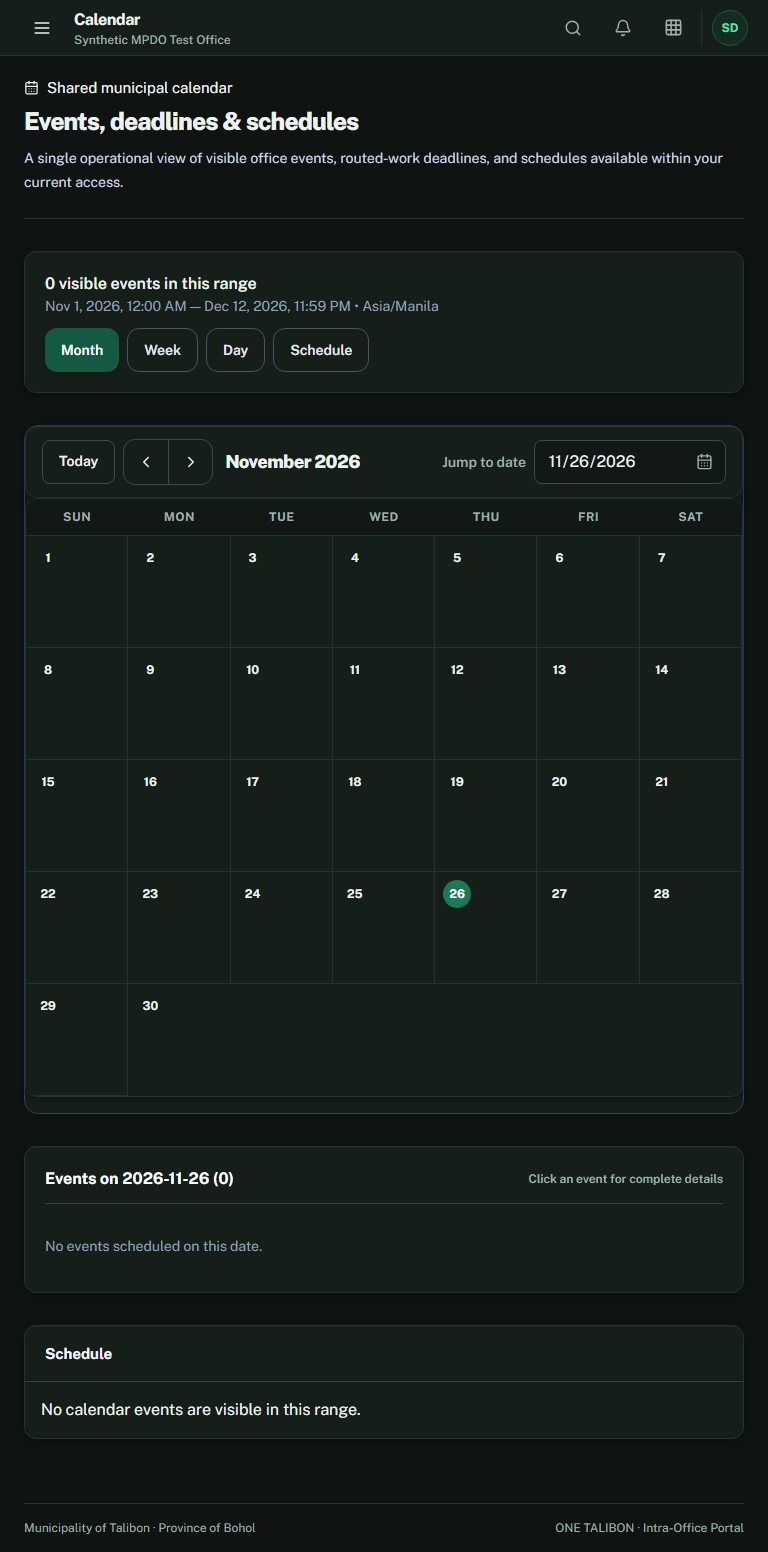 Calendar
Synthetic MPDO Test Office
SD
Shared municipal calendar
Events, deadlines & schedules
A single operational view of visible office events, routed-work deadlines, and schedules available within your
current access.
0 visible events in this range
Nov 1, 2026, 12:00 AM — Dec 12, 2026, 11:59 PM • Asia/Manila
Month Week Day Schedule
Today November 2026 Jump to date 11/26/2026
SUN MON TUE WED THU FRI SAT
1 2 3 4 5 6 7
8 9 10 11 12 13 14
15 16 17 18 19 20 21
22 23 24 25 26 27 28
29 30
Events on 2026-11-26 (0) Click an event for complete details
No events scheduled on this date.
Schedule
No calendar events are visible in this range.
Municipality of Talibon · Province of Bohol ONE TALIBON · Intra-Office Portal